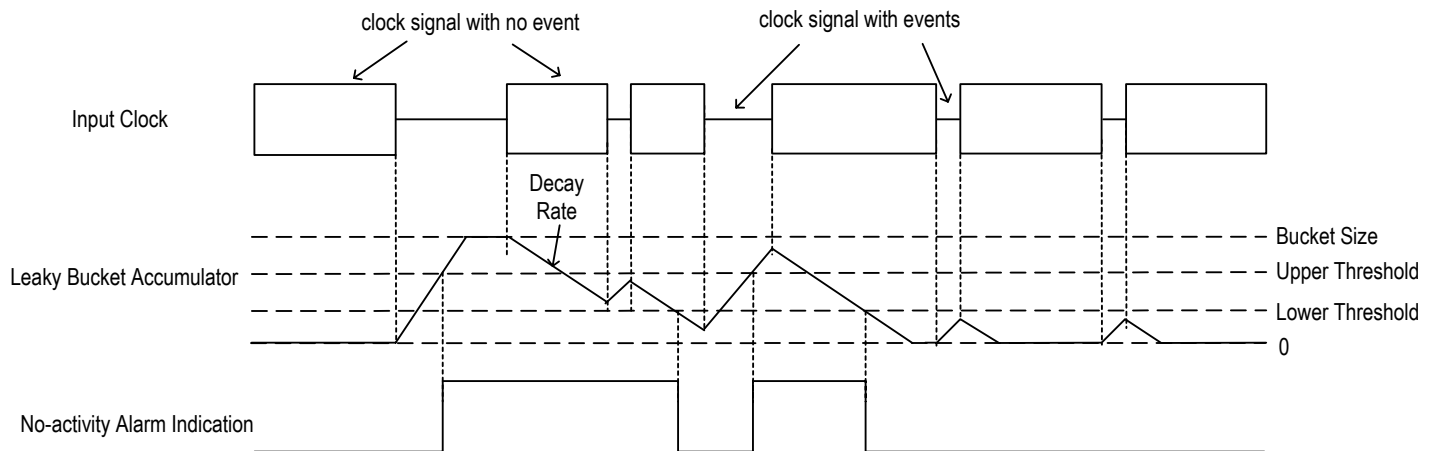 clock signal with no event
clock signal with events
Input Clock
Decay
Rate
Bucket Size
Leaky Bucket Accumulator
Upper Threshold
Lower Threshold
0
No-activity Alarm Indication